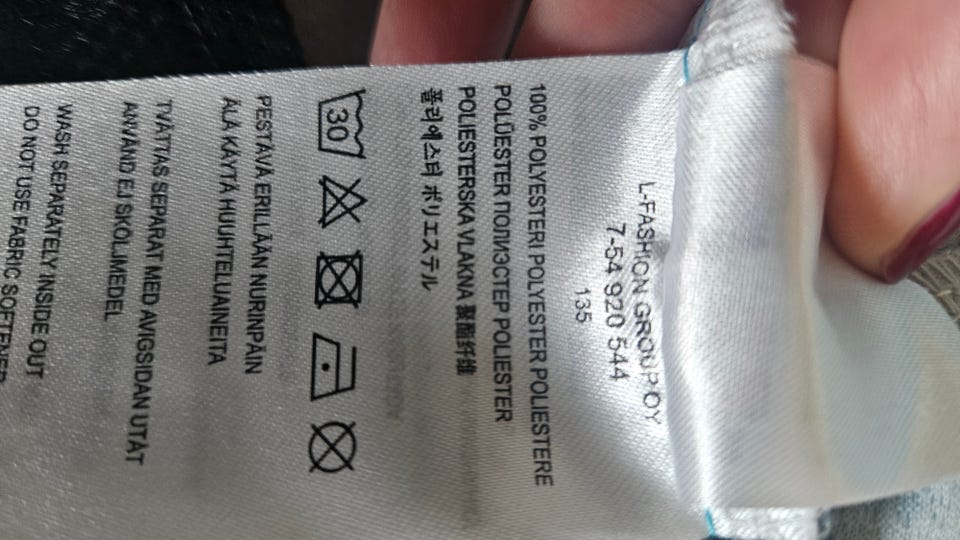 L-FASHION GROUP OY
7-54 920 544
135
100% POLYESTERI POLYESTER POLIESTERE
POLÜESTER ПОЛИЭСТЕР POLIESTER
POLIESTERSKA VLAKNA 聚酯纤维
폴리에스터 ポリエステル
30
PESTÄVÄ ERILLÄÄN NURINPÄIN
ÄLÄ KÄYTÄ HUUHTELUAINEITA
TVÄTTAS SEPARAT MED AVIGSIDAN UTÅT
ANVÄND EJ SKÖLJMEDEL
WASH SEPARATELY INSIDE OUT
DO NOT USE FABRIC SOFTENER